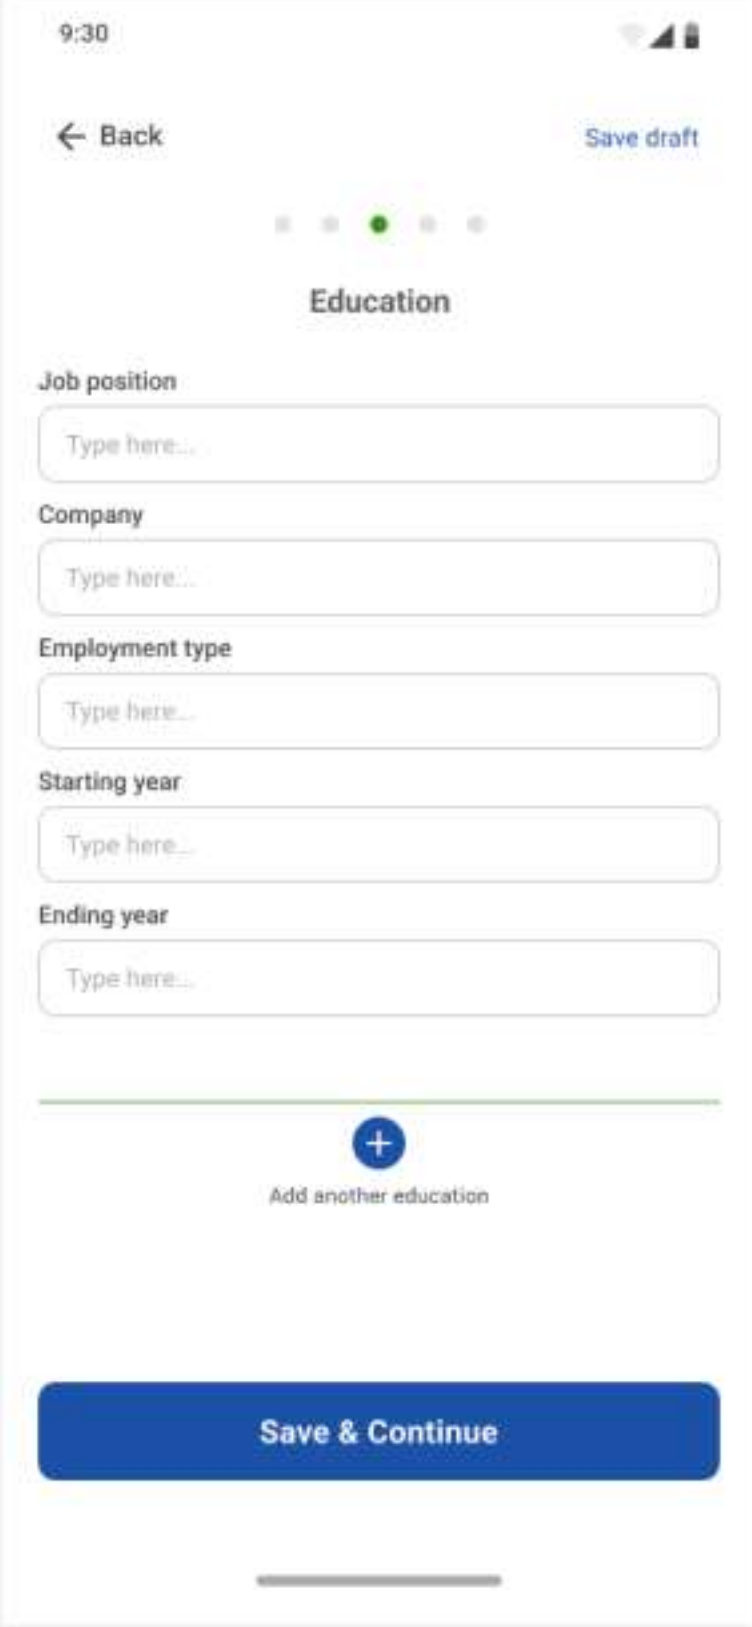 9:30
Back
Save draft
Education
Job position
Type here...
Company
Type here...
Employment type
Type here...
Starting year
Type here...
Ending year
Type here...
Add another education
Save & Continue